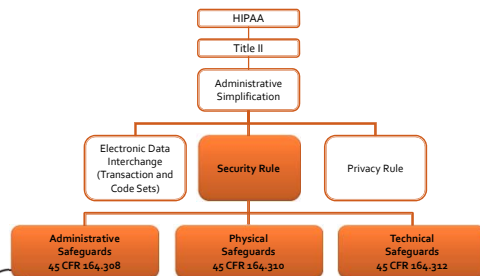 HIPAA
Title II
Administrative
Simplification
Electronic Data
Interchange
(Transaction and
Code Sets)
Security Rule
Privacy Rule
Administrative
Safeguards
45 CFR 164.308
Physical
Safeguards
45 CFR 164.310
Technical
Safeguards
45 CFR 164.312